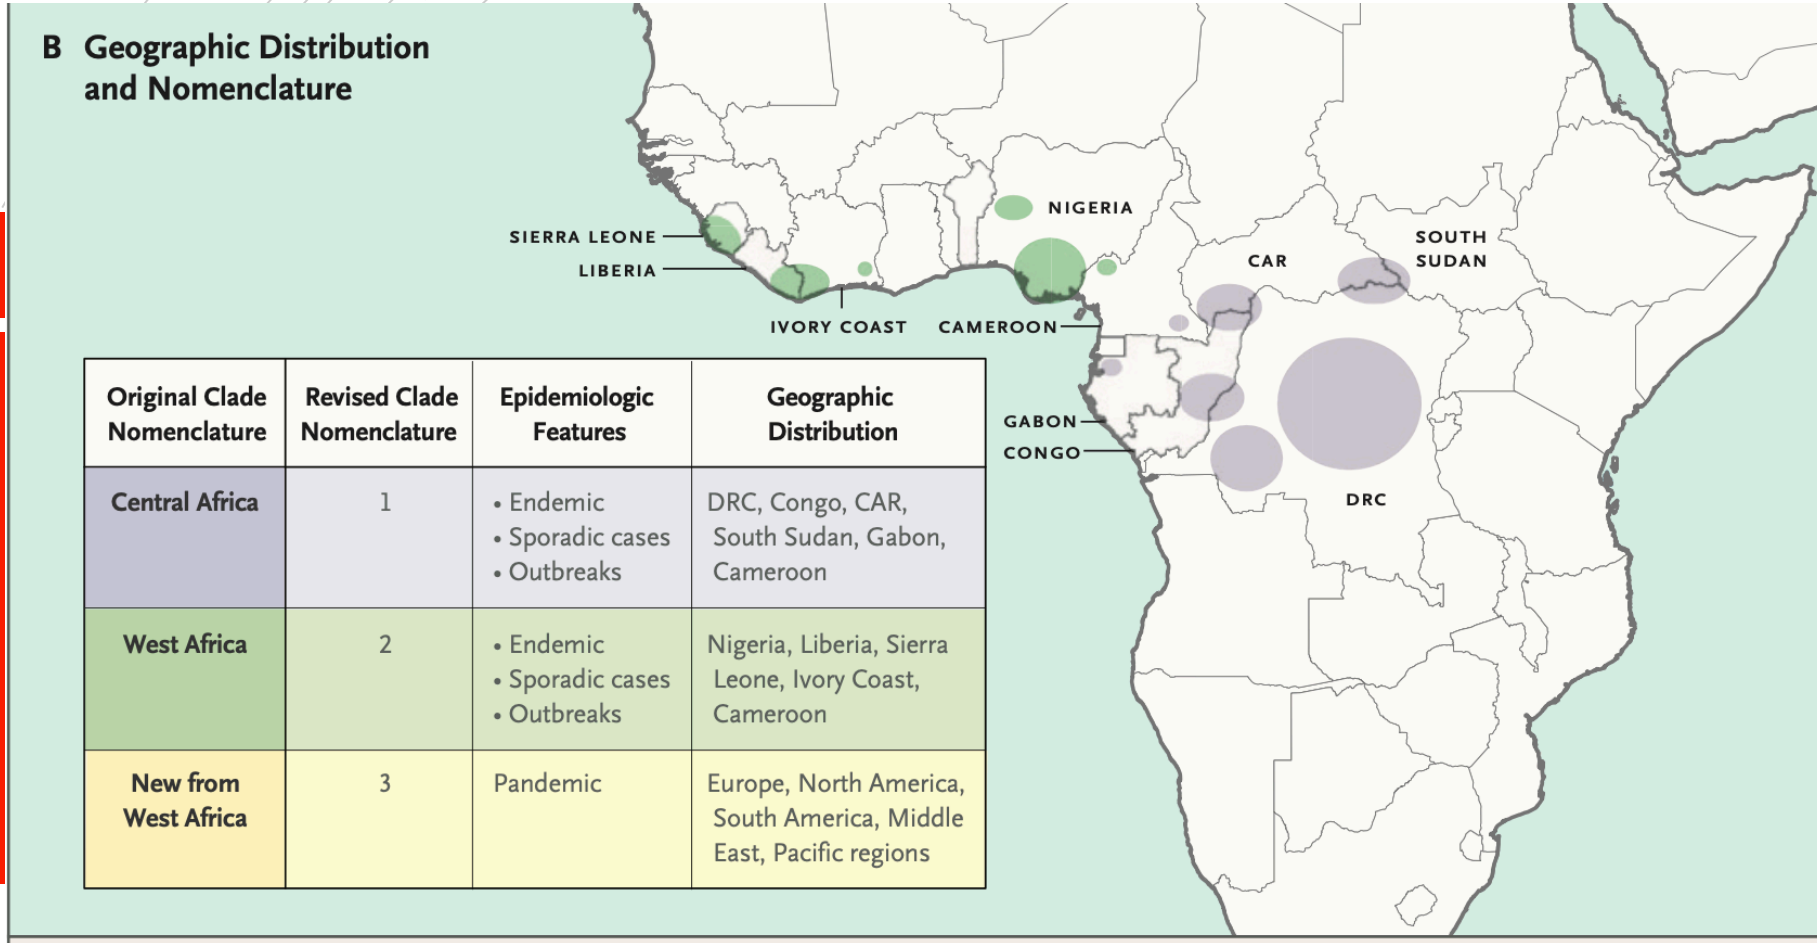 B Geographic Distribution
and Nomenclature
SIERRA LEONE
LIBERIA
IVORY COAST
NIGERIA
CAMEROON
CAR
SOUTH
SUDAN
GABON
CONGO
DRC
Original Clade
Nomenclature
Revised Clade
Nomenclature
Epidemiologic
Features
Geographic
Distribution
Central Africa
1
• Endemic
• Sporadic cases
• Outbreaks
DRC, Congo, CAR,
South Sudan, Gabon,
Cameroon
West Africa
2
• Endemic
• Sporadic cases
• Outbreaks
Nigeria, Liberia, Sierra
Leone, Ivory Coast,
Cameroon
New from
West Africa
3
Pandemic
Europe, North America,
South America, Middle
East, Pacific regions